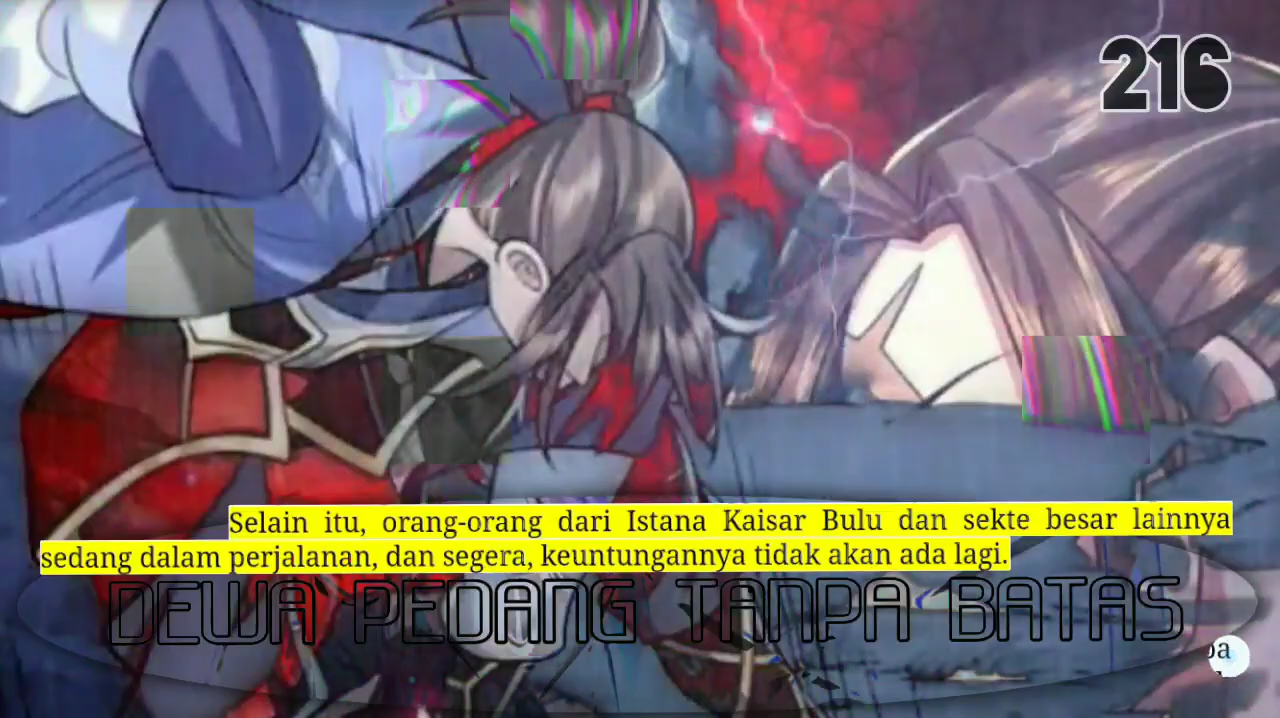 216
Selain itu, orang-orang dari Istana Kaisar Bulu dan sekte besar lainnya
sedang dalam perjalanan, dan segera, keuntungannya tidak akan ada lagi.
DEWA PEDANG TANPA BATAS